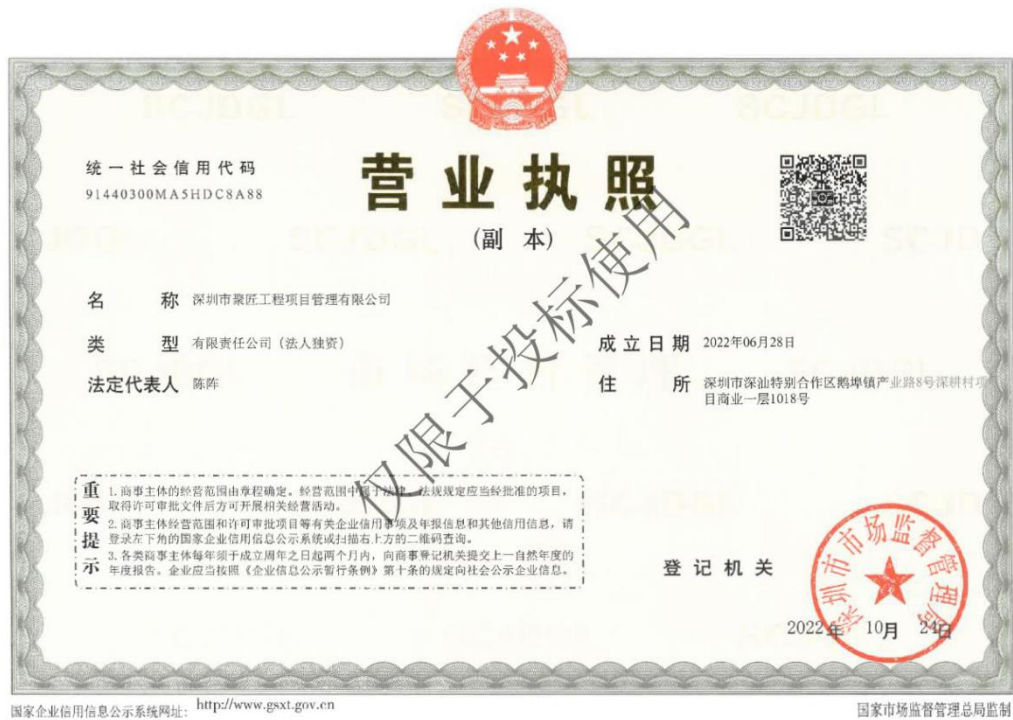 统一社会信用代码
91440300MA5HDC8A88
营业执照
(副 本)
名 称 深圳市聚匠工程项目管理有限公司
类 型 有限责任公司（法人独资）
法定代表人 陈阵
成立日期 2022年06月28日
住 所 深圳市深汕特别合作区鹅埠镇产业路8号深耕村项
目商业一层1018号
仅限于投标使用
重要提示
1.商事主体的经营范围由章程确定。经营范围中属于法律、法规规定应当经批准的项目，
取得许可审批文件后方可开展相关经营活动。
2.商事主体经营范围和许可审批项目等有关企业信用事项及年报信息和其他信用信息，请
登录左下角的国家企业信用信息公示系统或扫描右上方的二维码查询。
3.各类商事主体每年须于成立周年之日起两个月内，向商事登记机关提交上一自然年度的
年度报告。企业应当按照《企业信息公示暂行条例》第十条的规定向社会公示企业信息。
登记机关
深圳市市场监督管理局
2022年 10月 24日
国家企业信用信息公示系统网址: http://www.gsxt.gov.cn
国家市场监督管理总局监制